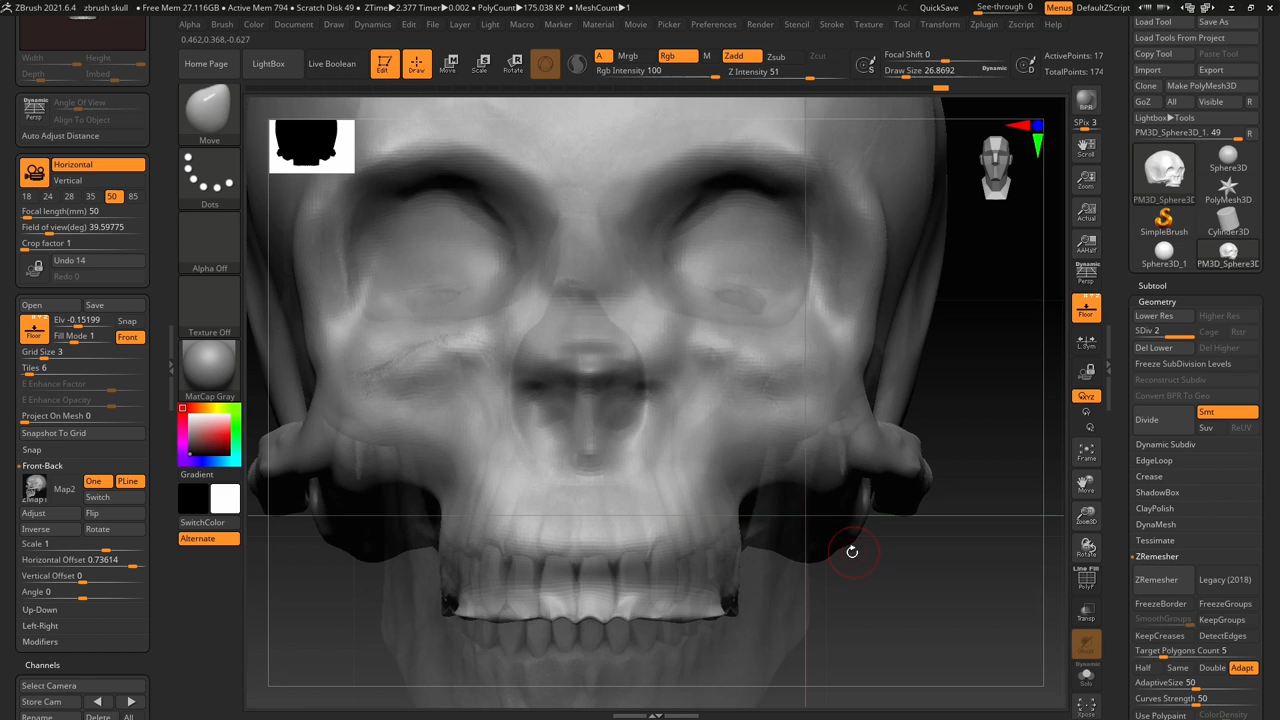 ZBrush 2021.6.4 zbrush skull • Free Mem 27.116GB • Active Mem 794 • Scratch Disk 49 • ZTime▶2.377 Timer▶0.002 • PolyCount▶175.038 KP • MeshCount▶1 AC QuickSave See-through 0 Menus DefaultZScript
Alpha Brush Color Document Draw Dynamics Edit File Layer Light Macro Marker Material Movie Picker Preferences Render Stencil Stroke Texture Tool Transform Zplugin Zscript Help
0.462,0.368,-0.627
Home Page LightBox Live Boolean Edit Draw Move Scale Rotate
A Mrgb Rgb M Zadd Zsub Zcut
Rgb Intensity 100 Z Intensity 51
Focal Shift 0
Draw Size 26.8692 Dynamic
S D
ActivePoints: 17
TotalPoints: 174
Width Height
Depth Imbed
Dynamic
Persp
Angle Of View
Align To Object
Auto Adjust Distance
Horizontal
Vertical
18 24 28 35 50 85
Focal length(mm) 50
Field of view(deg) 39.59775
Crop factor 1
Undo 14
Redo 0
Open Save
Elv -0.15199 Snap
Fill Mode 1 Front
Floor
Grid Size 3
Tiles 6
E Enhance Factor
E Enhance Opacity
Project On Mesh 0
Snapshot To Grid
Snap
Front-Back
Map2 One PLine
Switch
Adjust Flip
Inverse Rotate
Scale 1
Horizontal Offset 0.73614
Vertical Offset 0
Angle 0
Up-Down
Left-Right
Modifiers
Channels
Select Camera
Store Cam
Rename Delete All
Move
Dots
Alpha Off
Texture Off
MatCap Gray
Gradient
SwitchColor
Alternate
BPR
SPix 3
Scroll
Zoom
Actual
AAHalf
Dynamic
Persp
Floor
L.Sym
XYZ
Frame
Move
Zoom3D
Rotate
Line Fill
PolyF
Transp
Dynamic
Solo
Xpose
Load Tool Save As
Load Tools From Project
Copy Tool Paste Tool
Import Export
Clone Make PolyMesh3D
GoZ All Visible R
Lightbox▶Tools
PM3D_Sphere3D_1. 49 R
Sphere3D
PM3D_Sphere3D PolyMesh3D
SimpleBrush Cylinder3D
Sphere3D_1 PM3D_Sphere3D
Subtool
Geometry
Lower Res Higher Res
SDiv 2 Cage Rstr
Del Lower Del Higher
Freeze SubDivision Levels
Reconstruct Subdiv
Convert BPR To Geo
Divide Smt
Suv ReUV
Dynamic Subdiv
EdgeLoop
Crease
ShadowBox
ClayPolish
DynaMesh
Tessimate
ZRemesher
ZRemesher Legacy (2018)
FreezeBorder FreezeGroups
SmoothGroups KeepGroups
KeepCreases DetectEdges
Target Polygons Count 5
Half Same Double Adapt
AdaptiveSize 50
Curves Strength 50
Use Polypaint ColorDensity